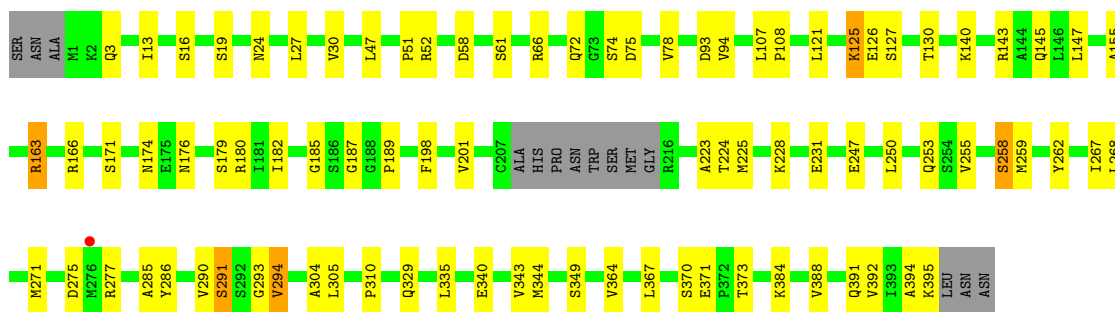 SER ASN ALA M1 K2 Q3 I13 S16 S19 N24 L27 V30 L47 P51 R52 D58 S61 R66 Q72 G73 S74 D75 V78 D93 V94 L107 P108 L121 K125 E126 S127 T130 K140 R143 A144 Q145 L146 L147 A155
R163 R166 S171 N174 E175 N176 S179 R180 I181 I182 G185 S186 G187 G188 P189 F198 V201 C207 ALA HIS PRO ASN TRP SER MET GLY R216 A223 T224 M225 K228 E231 E247 L250 Q253 S254 V255 S258 M259 Y262 I267 L268
M271 D275 M276 R277 A285 Y286 V290 S291 S292 G293 V294 A304 L305 P310 Q329 L335 E340 V343 M344 S349 V364 L367 S370 E371 P372 T373 K384 V388 Q391 V392 I393 A394 K395 LEU ASN ASN